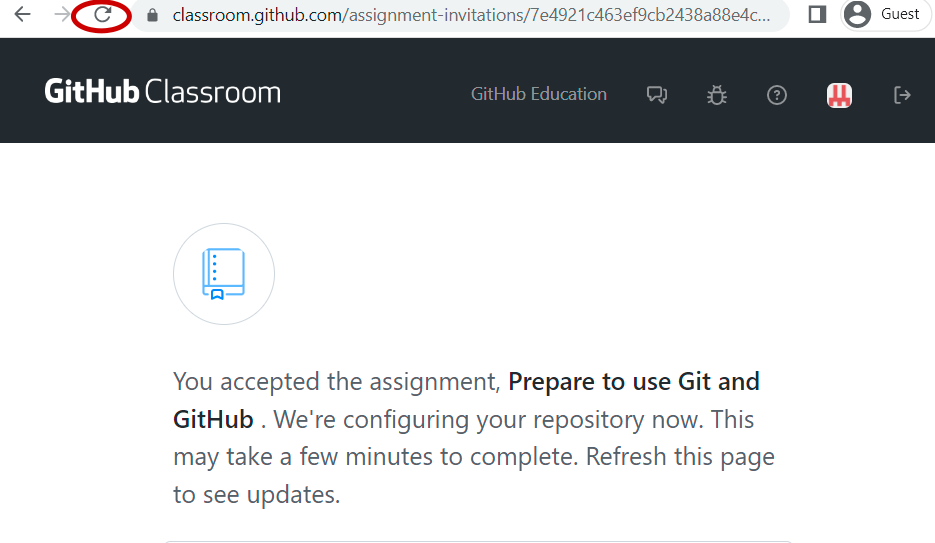 classroom.github.com/assignment-invitations/7e4921c463ef9cb2438a88e4c...
Guest
GitHub Classroom
GitHub Education
You accepted the assignment, Prepare to use Git and
GitHub . We're configuring your repository now. This
may take a few minutes to complete. Refresh this page
to see updates.